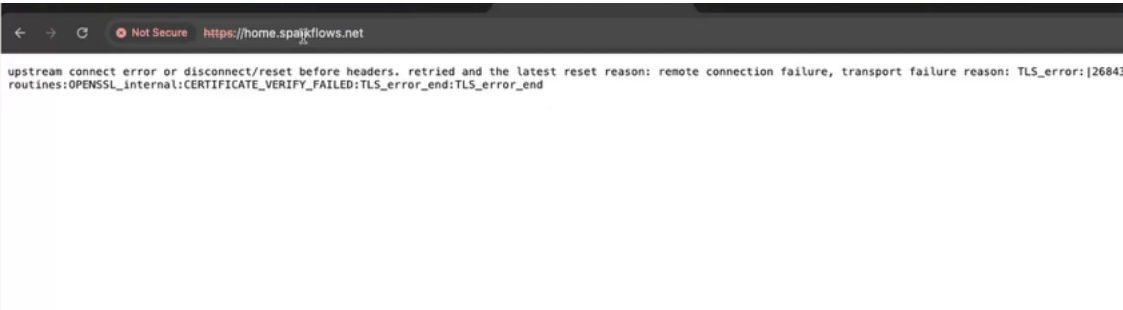 Not Secure https://home.sparkflows.net
upstream connect error or disconnect/reset before headers. retried and the latest reset reason: remote connection failure, transport failure reason: TLS_error:|26843
routines:OPENSSL_internal:CERTIFICATE_VERIFY_FAILED:TLS_error_end:TLS_error_end